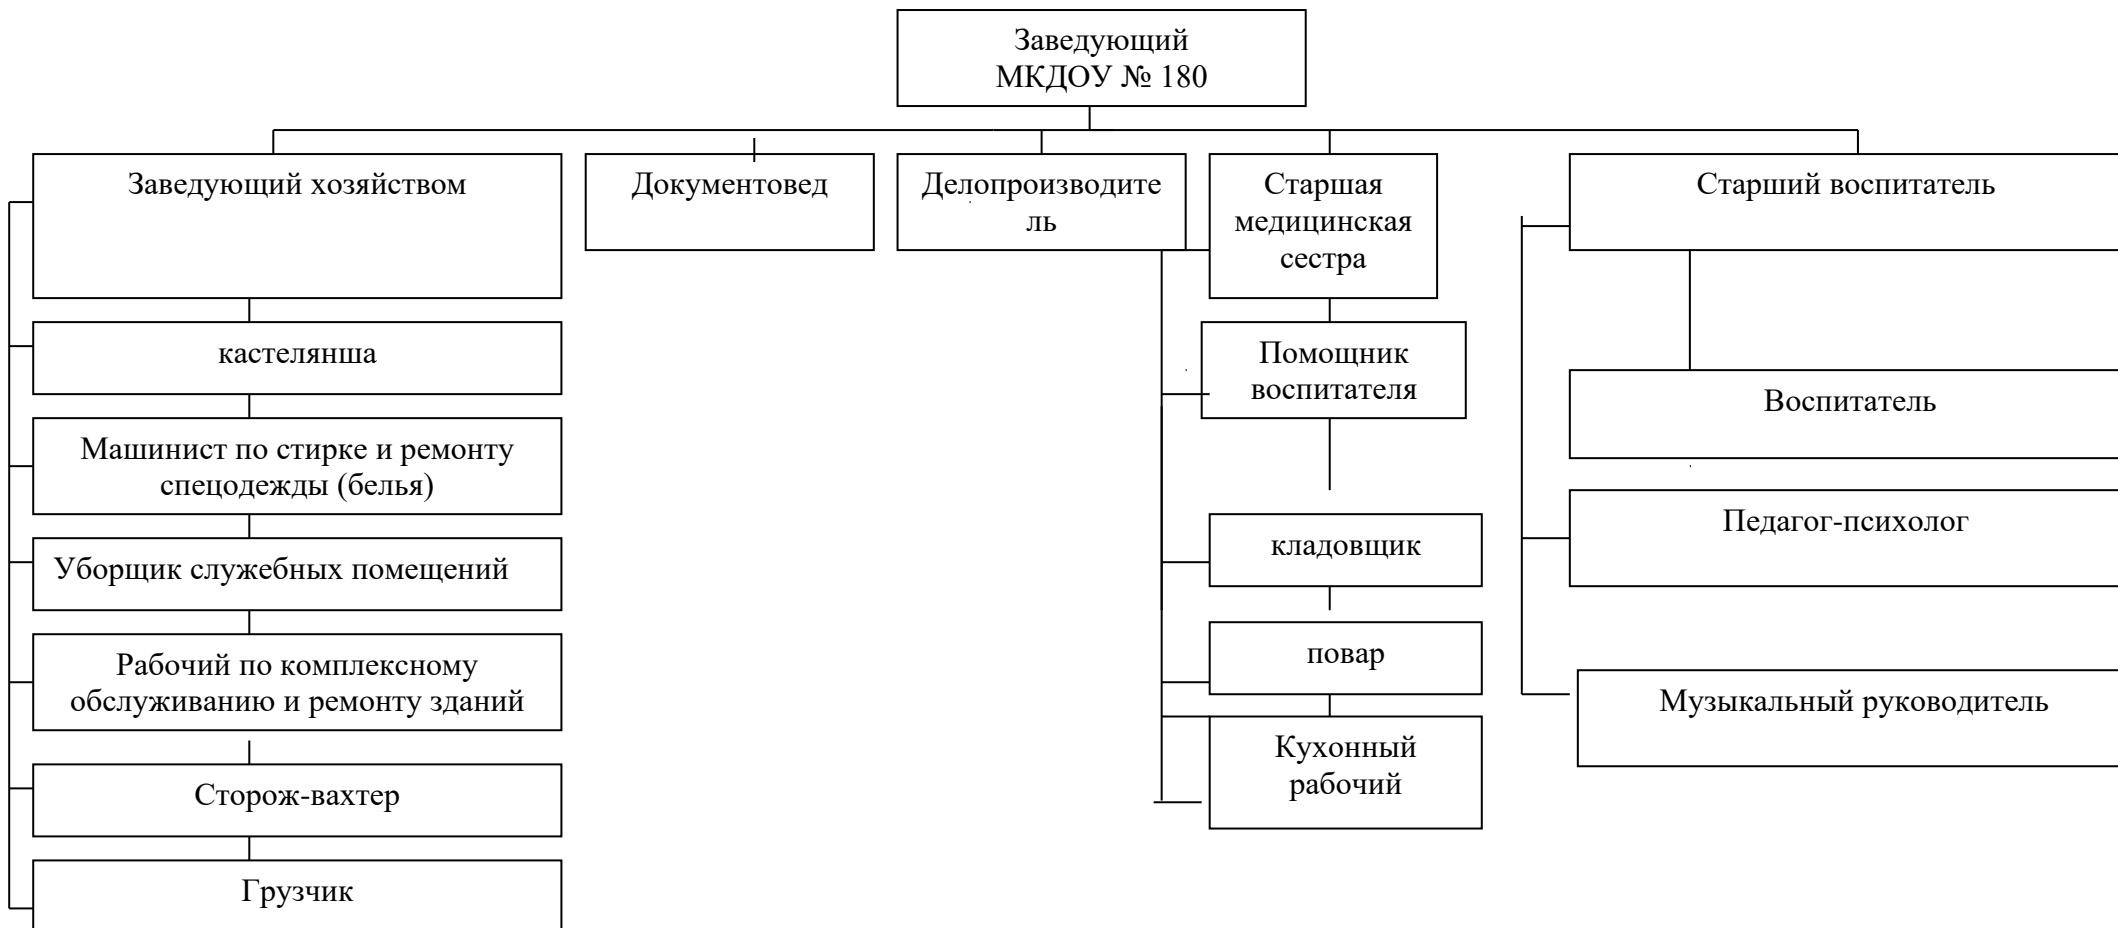 Заведующий
МКДОУ № 180
Заведующий хозяйством
Документовед
Делопроизводите
ль
Старшая
медицинская
сестра
Старший воспитатель
кастелянша
Машинист по стирке и ремонту
спецодежды (белья)
Уборщик служебных помещений
Рабочий по комплексному
обслуживанию и ремонту зданий
Сторож-вахтер
Грузчик
Помощник
воспитателя
кладовщик
повар
Кухонный
рабочий
Воспитатель
Педагог-психолог
Музыкальный руководитель